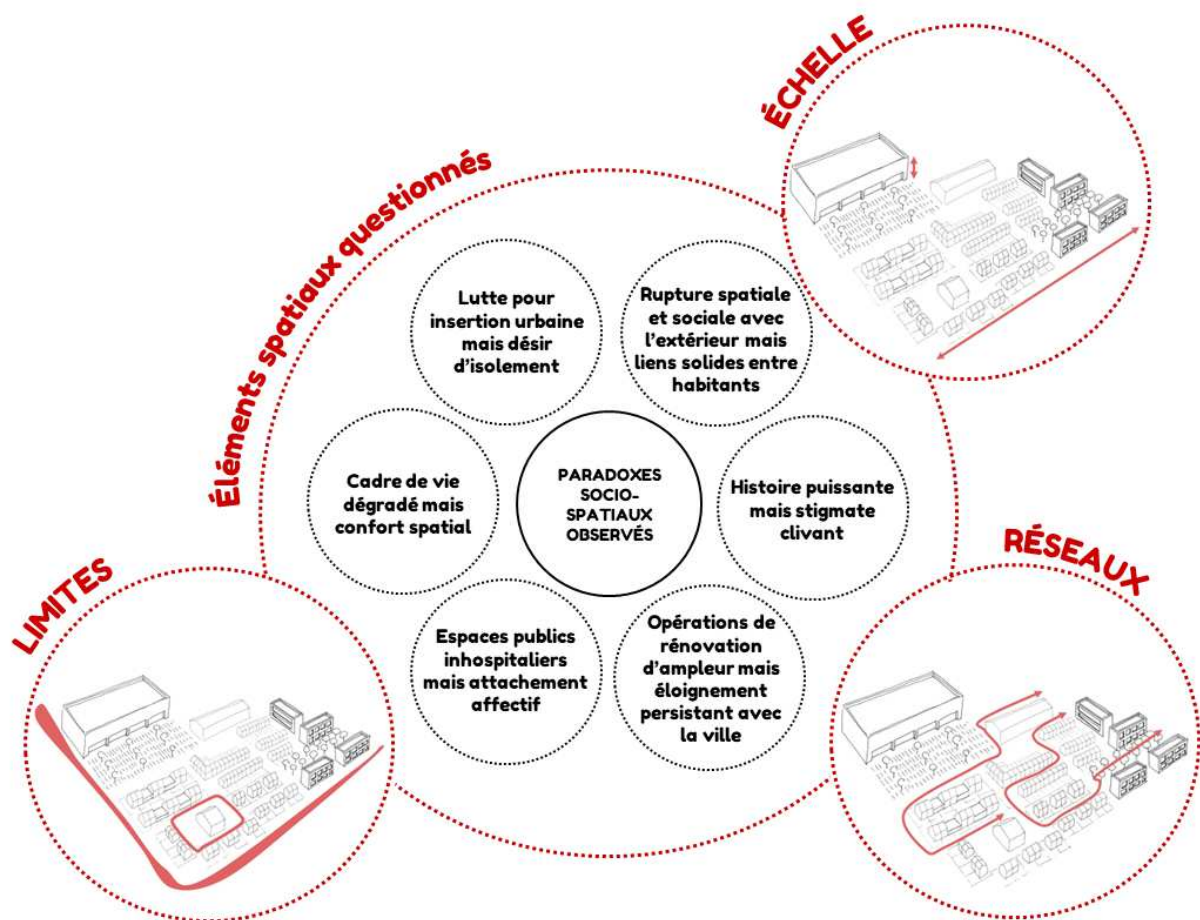 ÉCHELLE
Éléments spatiaux questionnés
Lutte pour
insertion urbaine
mais désir
d'isolement
Rupture spatiale
et sociale avec
l'extérieur mais
liens solides entre
habitants
Cadre de vie
dégradé mais
confort spatial
PARADOXES
SOCIO-
SPATIAUX
OBSERVÉS
Histoire puissante
mais stigmate
clivant
LIMITES
RÉSEAUX
Espaces publics
inhospitaliers
mais attachement
affectif
Opérations de
rénovation
d'ampleur mais
éloignement
persistant avec
la ville